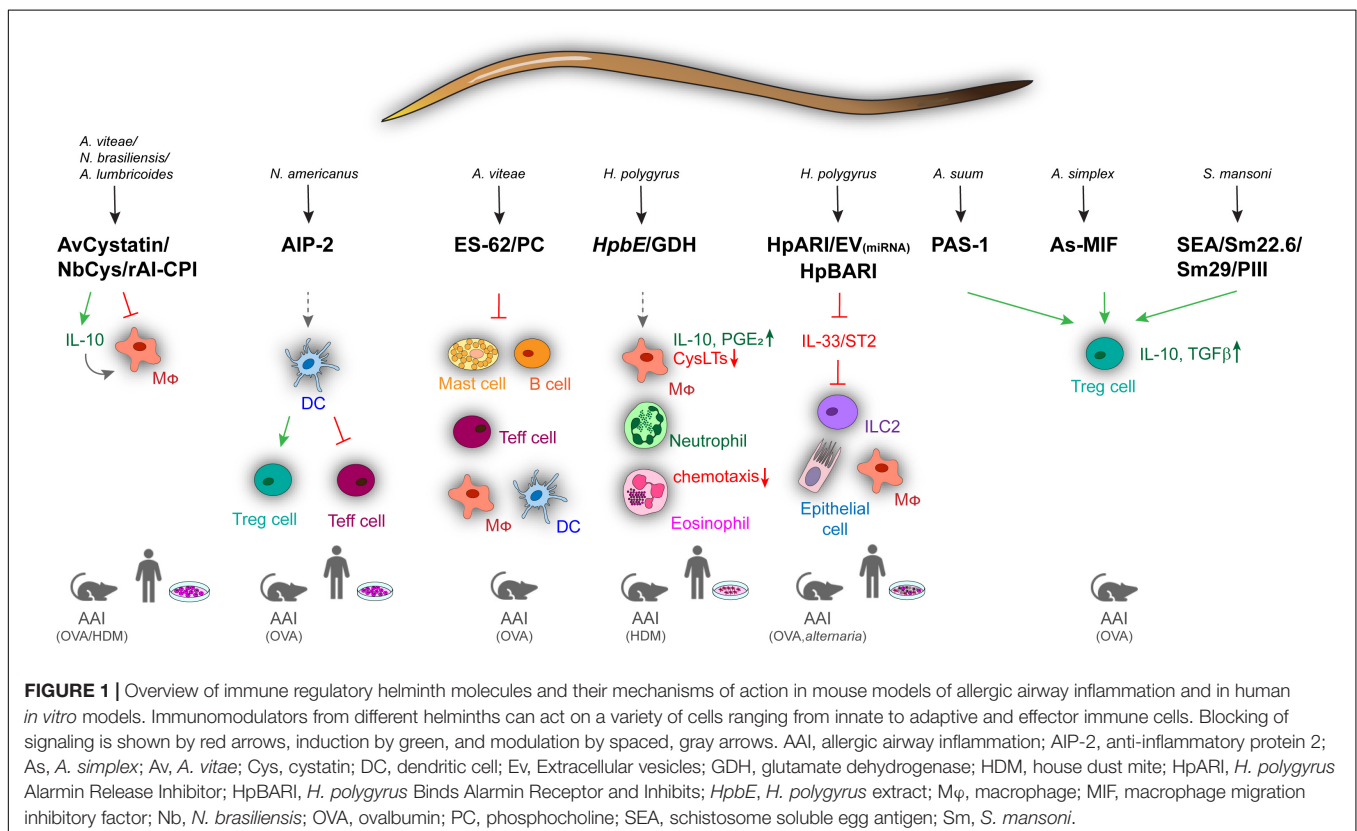 A. viteae/
N. brasiliensis/
A. lumbricoides
N. americanus
A. viteae
H. polygyrus
H. polygyrus
A. suum
A. simplex
S. mansoni
AvCystatin/
NbCys/rAl-CPI
AIP-2
ES-62/PC
HpbE/GDH
HpARI/EV(miRNA)
HpBARI
PAS-1
As-MIF
SEA/Sm22.6/
Sm29/PIII
IL-10
MΦ
DC
Treg cell
Teff cell
Mast cell
B cell
Teff cell
MΦ
DC
IL-10, PGE₂
CysLTs
MΦ
Neutrophil
chemotaxis
Eosinophil
IL-33/ST2
ILC2
Epithelial
cell
MΦ
Treg cell
IL-10, TGFβ
AAI
(OVA/HDM)
AAI
(OVA)
AAI
(OVA)
AAI
(HDM)
AAI
(OVA,alternaria)
AAI
(OVA)
FIGURE 1 | Overview of immune regulatory helminth molecules and their mechanisms of action in mouse models of allergic airway inflammation and in human
in vitro models. Immunomodulators from different helminths can act on a variety of cells ranging from innate to adaptive and effector immune cells. Blocking of
signaling is shown by red arrows, induction by green, and modulation by spaced, gray arrows. AAI, allergic airway inflammation; AIP-2, anti-inflammatory protein 2;
As, A. simplex; Av, A. vitae; Cys, cystatin; DC, dendritic cell; Ev, Extracellular vesicles; GDH, glutamate dehydrogenase; HDM, house dust mite; HpARI, H. polygyrus
Alarmin Release Inhibitor; HpBARI, H. polygyrus Binds Alarmin Receptor and Inhibits; HpbE, H. polygyrus extract; Mφ, macrophage; MIF, macrophage migration
inhibitory factor; Nb, N. brasiliensis; OVA, ovalbumin; PC, phosphocholine; SEA, schistosome soluble egg antigen; Sm, S. mansoni.